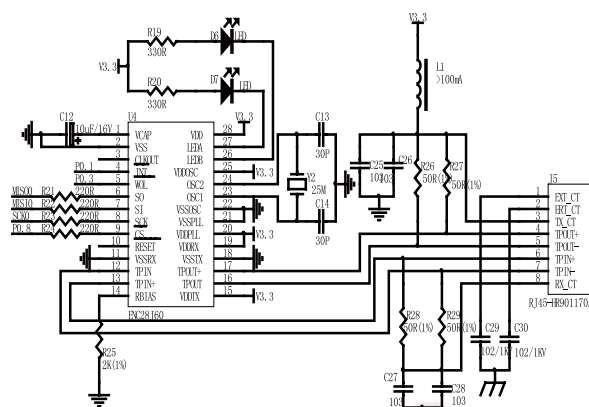 V3.3
R19
330R
D6
LED
L1
>100mA
V3.3
R20
330R
D7
LED
C12
10uF/16V
U4
V3.3
C13
30P
1 VCAP
2 VSS
3 CLKOUT
4 INT
5 WOL
6 SO
7 SI
8 SCK
9 CS
10 RESET
11 VSSRX
12 TPIN-
13 TPIN+
14 RBIAS
VDD 28
LEDA 27
LEDB 26
VDDOSC 25
OSC2 24
OSC1 23
VSSOSC 22
VSSPLL 21
VDDPLL 20
VDDRX 19
VSSTX 18
TPOUT+ 17
TPOUT 16
VDDTX 15
ENC28J60
V3.3
V3.3
V3.3
P0.1
P0.3
MISO0
R21
220R
MISI0
220R
SCK0
220R
P0.8
220R
Y2
25M
C14
30P
C25
103
C26
103
R26
50R(1%)
R27
50R(1%)
J5
1 EXT_CT
2 ERT_CT
3 TX_CT
4 TPOUT+
5 TPOUT-
6 TPIN+
7 TPIN-
8 RX_CT
RJ45-HR901170
R25
2K(1%)
R28
50R(1%)
R29
50R(1%)
C29
102/1KV
C30
102/1KV
C27
103
C28
103